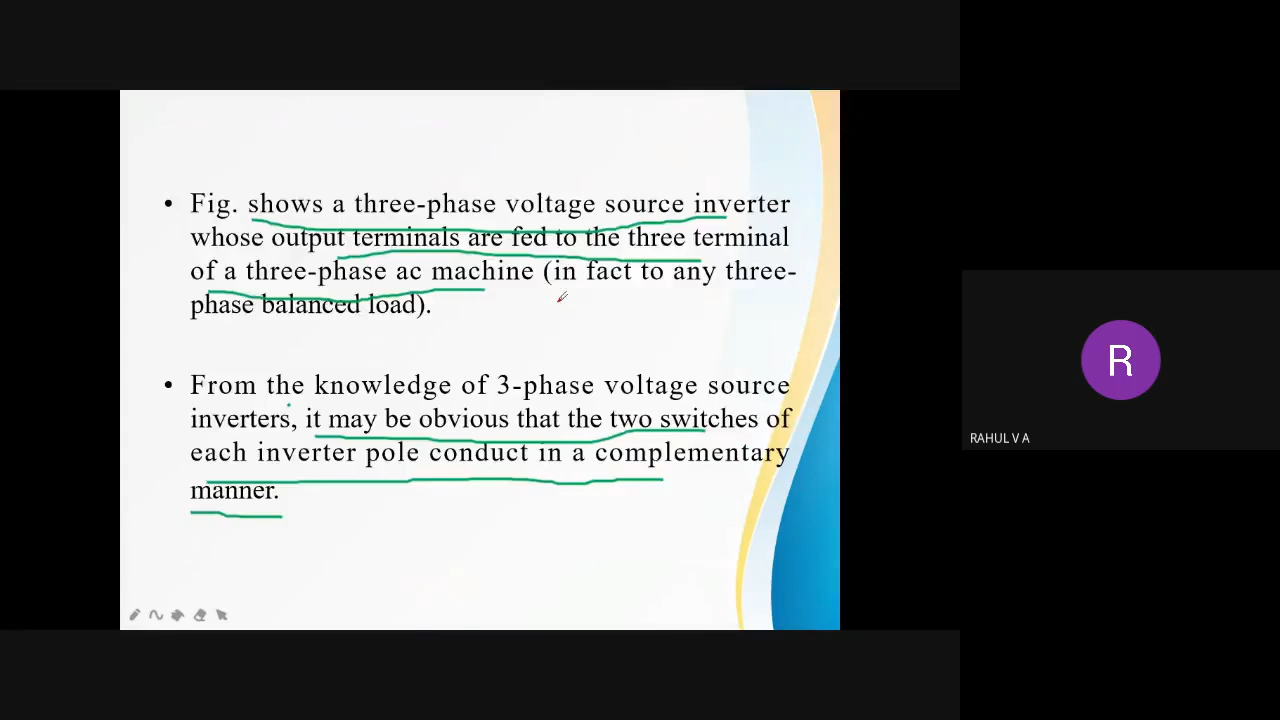 • Fig. shows a three-phase voltage source inverter
whose output terminals are fed to the three terminal
of a three-phase ac machine (in fact to any three-
phase balanced load).
• From the knowledge of 3-phase voltage source
inverters, it may be obvious that the two switches of
each inverter pole conduct in a complementary
manner.
R
RAHUL V A